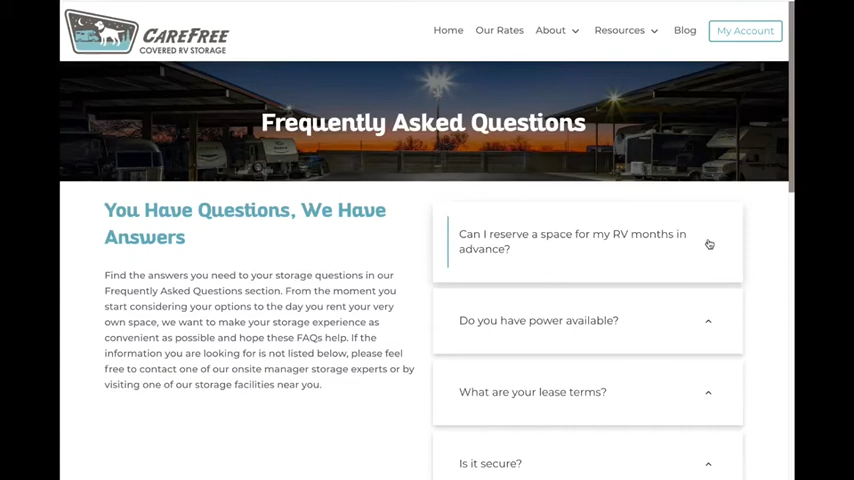 CAREFREE
COVERED RV STORAGE
Home
Our Rates
About
Resources
Blog
My Account
Frequently Asked Questions
You Have Questions, We Have
Answers
Find the answers you need to your storage questions in our
Frequently Asked Questions section. From the moment you
start considering your options to the day you rent your very
own space, we want to make your storage experience as
convenient as possible and hope these FAQs help. If the
information you are looking for is not listed below, please feel
free to contact one of our onsite manager storage experts or by
visiting one of our storage facilities near you.
Can I reserve a space for my RV months in
advance?
Do you have power available?
What are your lease terms?
Is it secure?